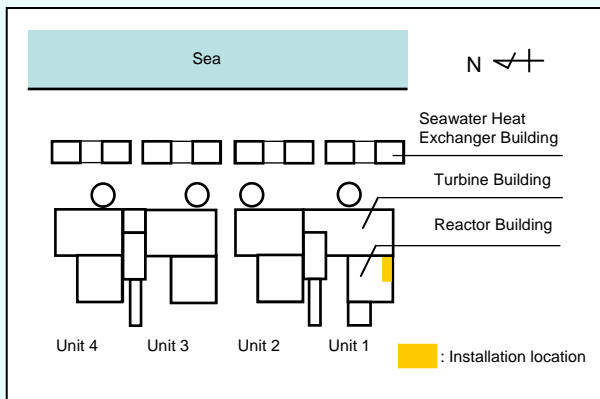 Sea
N
Seawater Heat
Exchanger Building
Turbine Building
Reactor Building
Unit 4
Unit 3
Unit 2
Unit 1
: Installation location